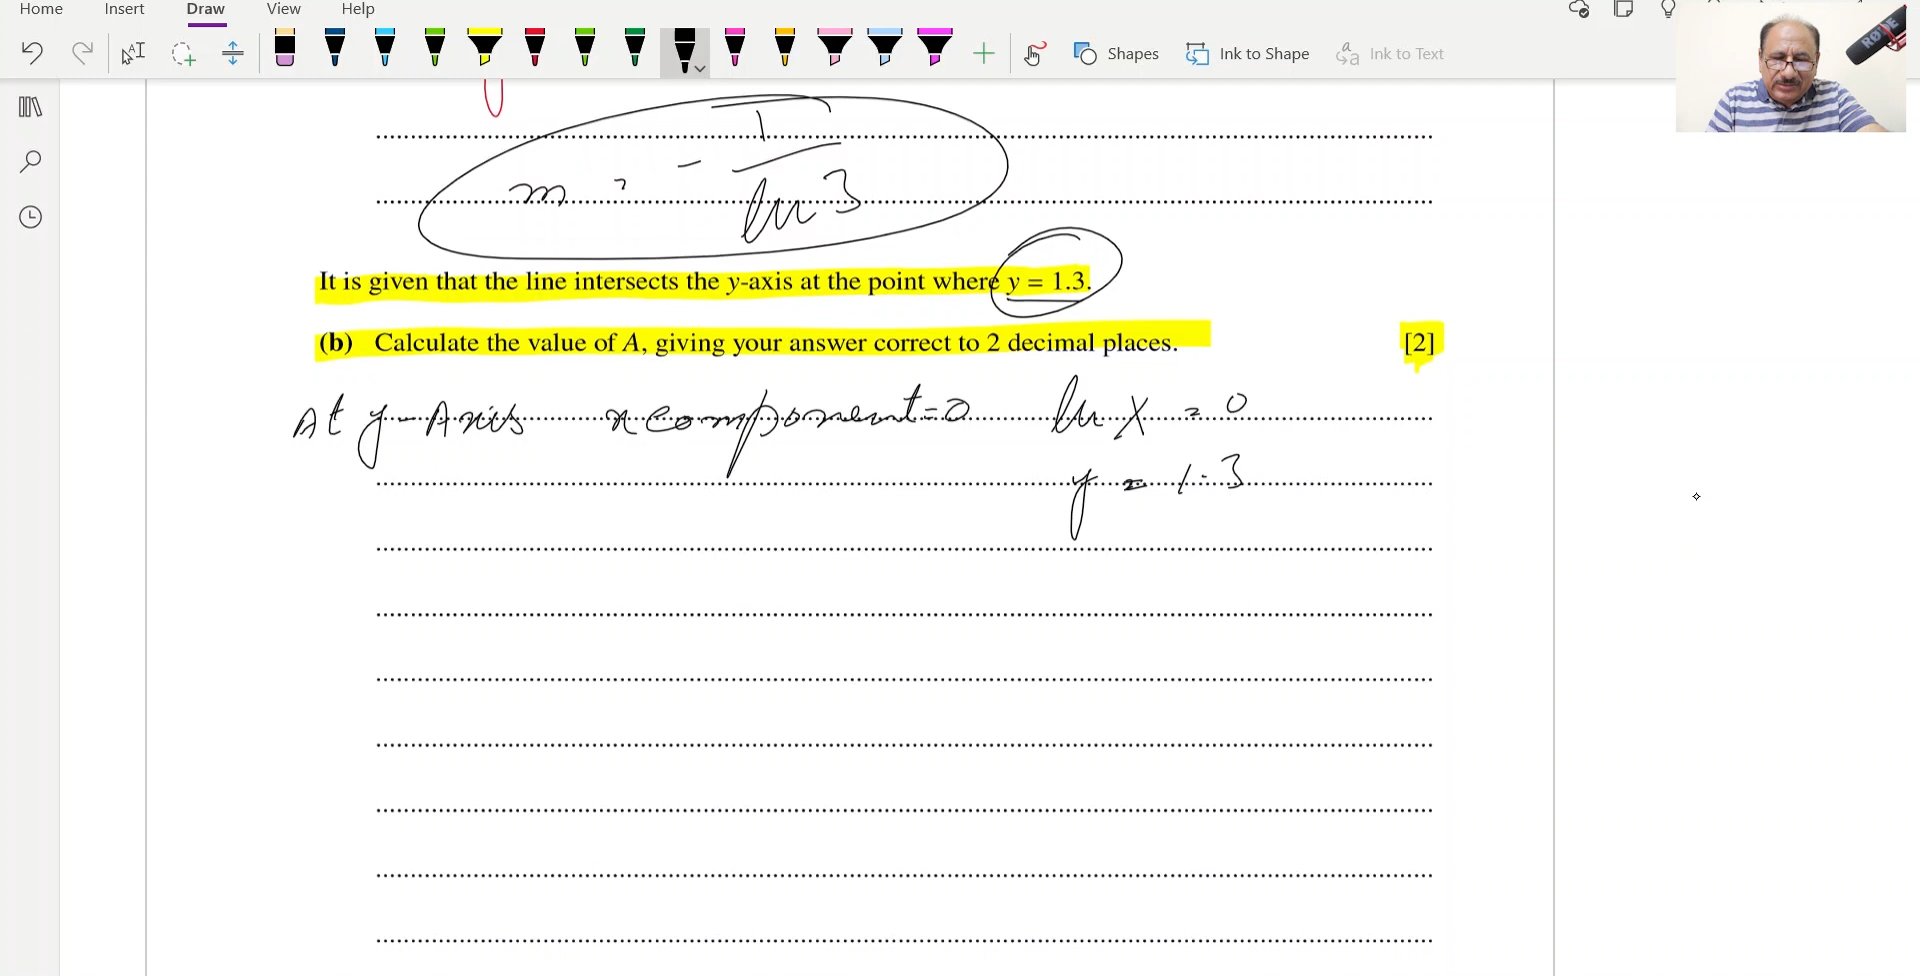 Home Insert Draw View Help
Shapes Ink to Shape Ink to Text
RØDE
m = - 1/ln 3
It is given that the line intersects the y-axis at the point where y = 1.3.
(b) Calculate the value of A, giving your answer correct to 2 decimal places. [2]
At y-Axis x component = 0 ln x = 0
y = 1.3